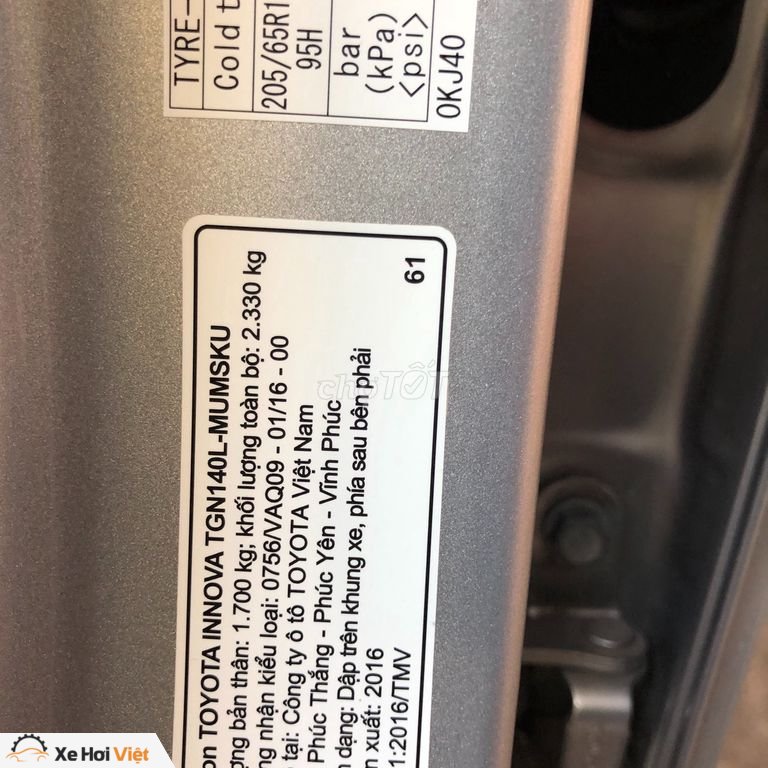 TYRE-
Cold t
205/65R1
95H
bar
(kPa)
<psi>
0KJ40
on TOYOTA INNOVA TGN140L-MUMSKU
ợng bản thân: 1.700 kg; khối lượng toàn bộ: 2.330 kg
ng nhận kiểu loại: 0756/VAQ09 - 01/16 - 00
tại: Công ty ô tô TOYOTA Việt Nam
Phúc Thắng - Phúc Yên - Vĩnh Phúc
n dạng: Dập trên khung xe, phía sau bên phải
n xuất: 2016
1:2016/TMV
61
chợTỐT
Xe Hơi Việt